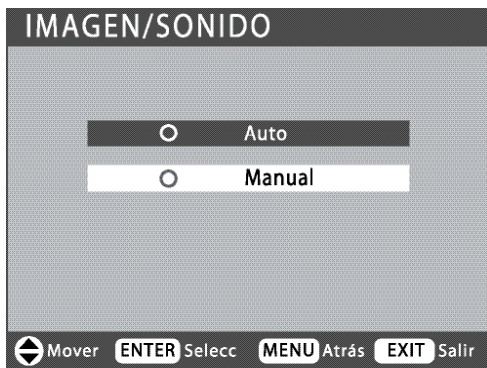 IMAGEN/SONIDO
Auto
Manual
Mover ENTER Selecc MENU Atrás EXIT Salir